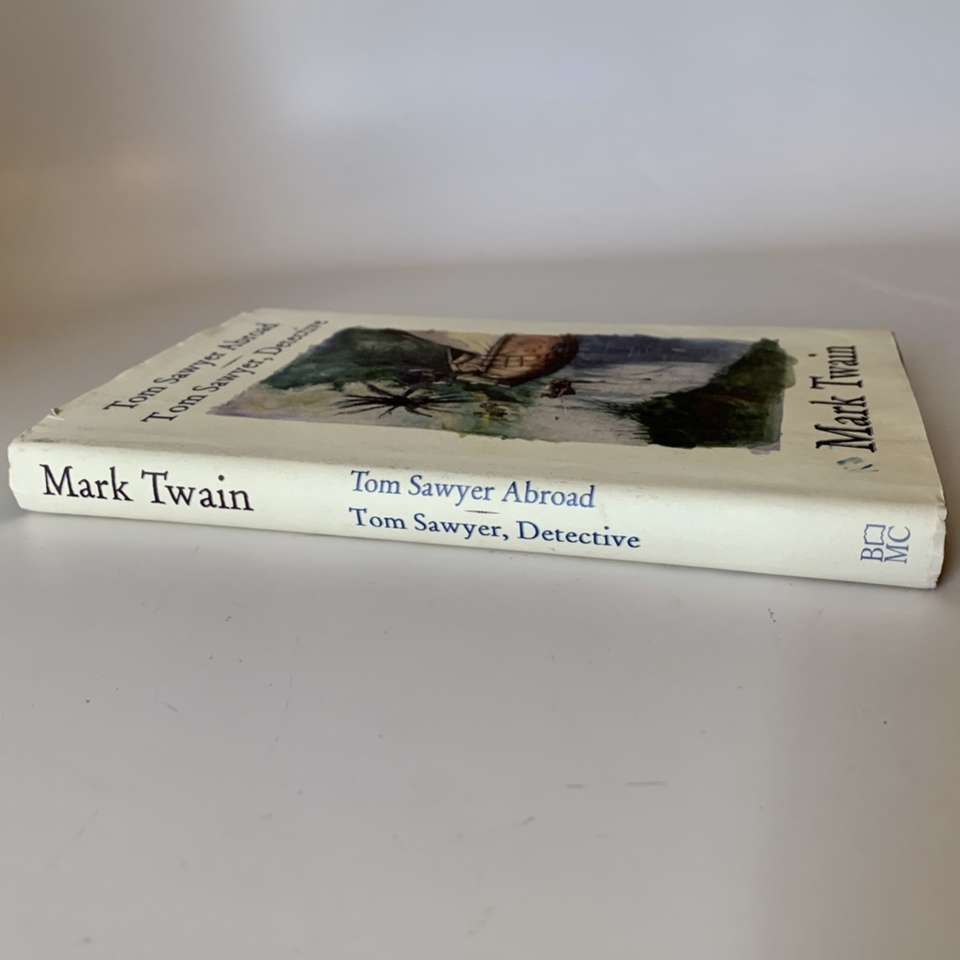 Tom Sawyer Abroad
Tom Sawyer, Detective
Mark Twain
Mark Twain
Tom Sawyer Abroad
Tom Sawyer, Detective
B
MC